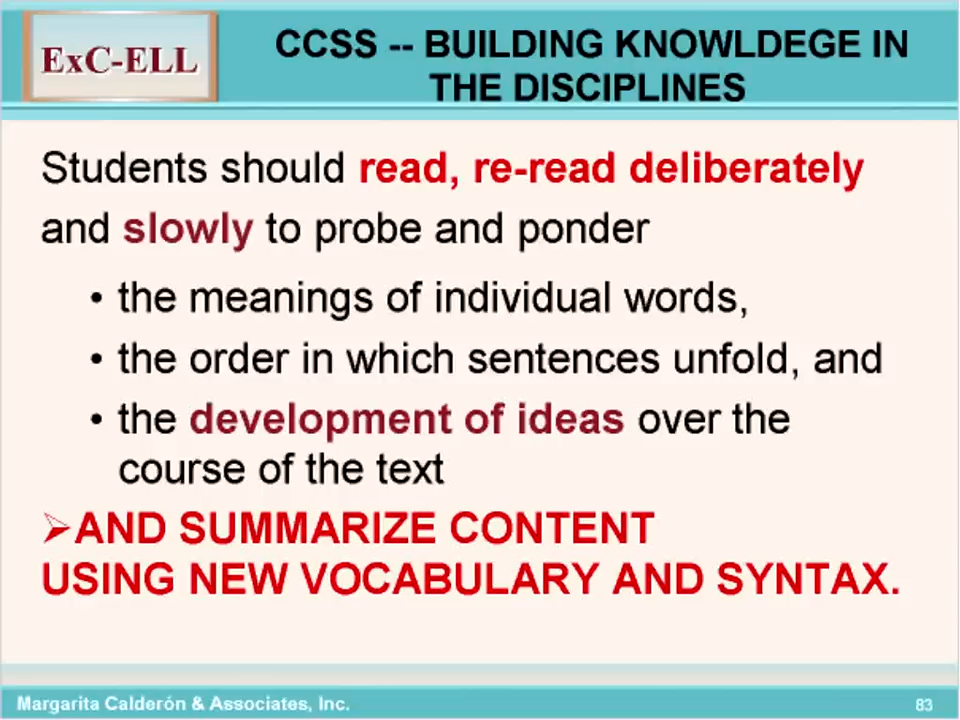 ExC-ELL
CCSS -- BUILDING KNOWLDEGE IN
THE DISCIPLINES
Students should read, re-read deliberately
and slowly to probe and ponder
• the meanings of individual words,
• the order in which sentences unfold, and
• the development of ideas over the
course of the text
➢AND SUMMARIZE CONTENT
USING NEW VOCABULARY AND SYNTAX.
Margarita Calderón & Associates, Inc.
83